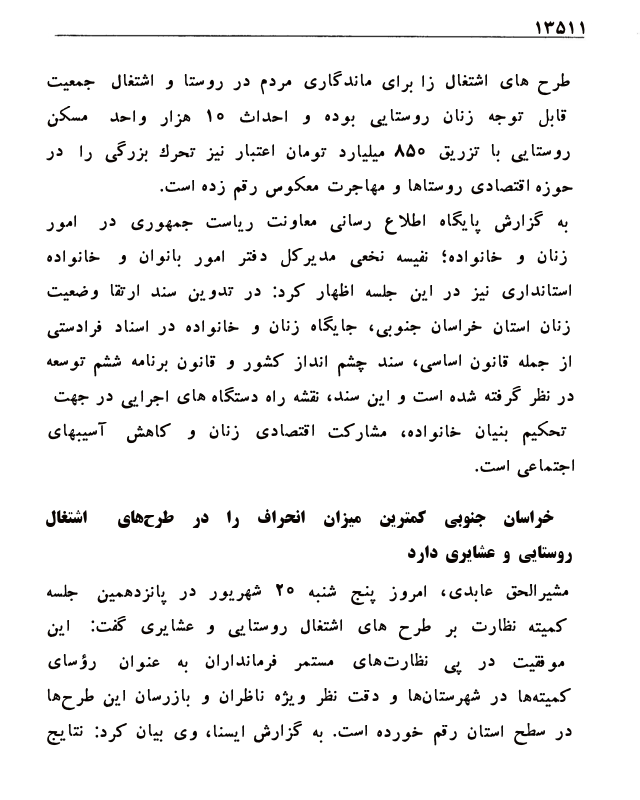 ۱۳۵۱۱
طرح های اشتغال زا برای ماندگاری مردم در روستا و اشتغال جمعیت
قابل توجه زنان روستایی بوده و احداث ۱۰ هزار واحد مسکن
روستایی با تزریق ۸۵۰ میلیارد تومان اعتبار نیز تحرك بزرگی را در
حوزه اقتصادی روستاها و مهاجرت معکوس رقم زده است.
به گزارش پایگاه اطلاع رسانی معاونت ریاست جمهوری در امور
زنان و خانواده؛ نفیسه نخعی مدیرکل دفتر امور بانوان و خانواده
استانداری نیز در این جلسه اظهار کرد: در تدوین سند ارتقا وضعیت
زنان استان خراسان جنوبی، جایگاه زنان و خانواده در اسناد فرادستی
از جمله قانون اساسی، سند چشم انداز کشور و قانون برنامه ششم توسعه
در نظر گرفته شده است و این سند، نقشه راه دستگاه های اجرایی در جهت
تحکیم بنیان خانواده، مشارکت اقتصادی زنان و کاهش آسیبهای
اجتماعی است.
خراسان جنوبی کمترین میزان انحراف را در طرح‌های اشتغال
روستایی و عشایری دارد
مشیرالحق عابدی، امروز پنج شنبه ۲۰ شهریور در پانزدهمین جلسه
کمیته نظارت بر طرح های اشتغال روستایی و عشایری گفت: این
موفقیت در پی نظارت‌های مستمر فرمانداران به عنوان رؤسای
کمیته‌ها در شهرستان‌ها و دقت نظر ویژه ناظران و بازرسان این طرح‌ها
در سطح استان رقم خورده است. به گزارش ایسنا، وی بیان کرد: نتایج